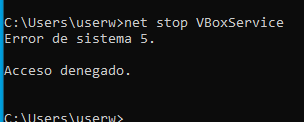 C:\Users\userw>net stop VBoxService
Error de sistema 5.
Acceso denegado.
C:\Users\userw>